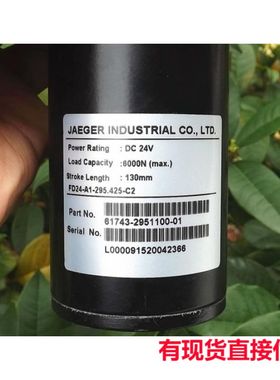 JAEGER INDUSTRIAL CO., LTD.
Power Rating : DC 24V
Load Capacity : 6000N (max.)
Stroke Length : 130mm
FD24-A1-295.425-C2
Part No.
61743-2951100-01
Serial No.
L000091520042366
有现货直接